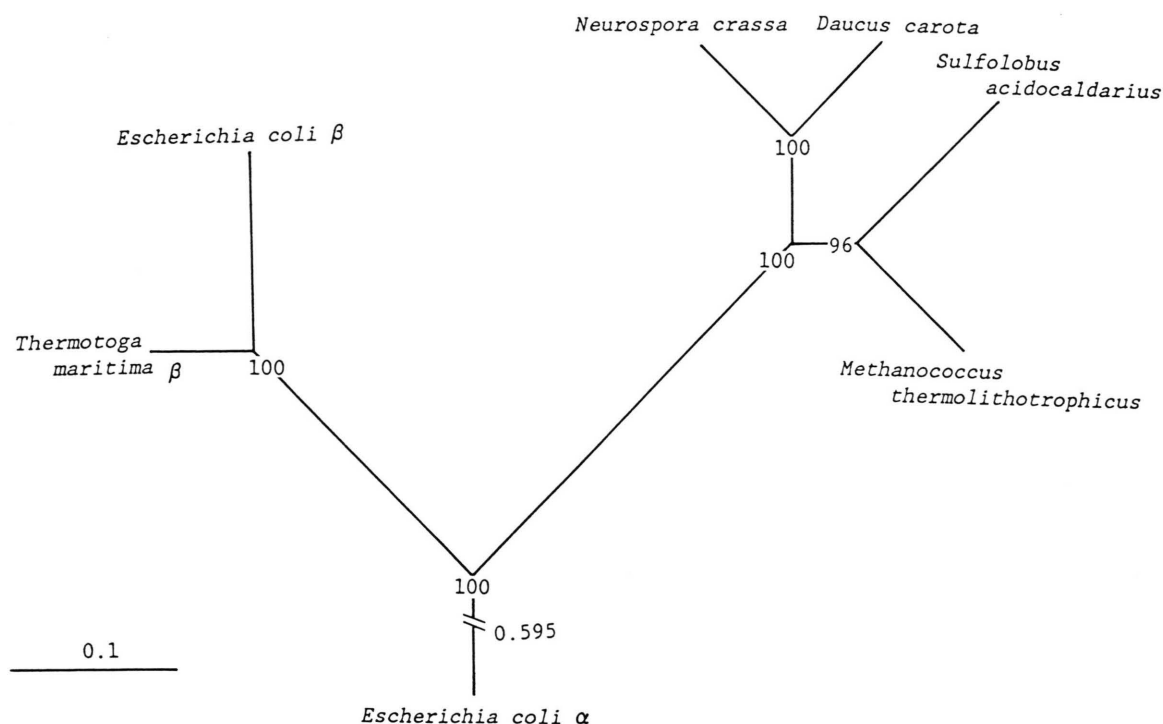 Neurospora crassa
Daucus carota
Sulfolobus
acidocaldarius
Escherichia coli β
100
100
96
Thermotoga
maritima β
100
Methanococcus
thermolithotrophicus
100
0.595
0.1
Escherichia coli α